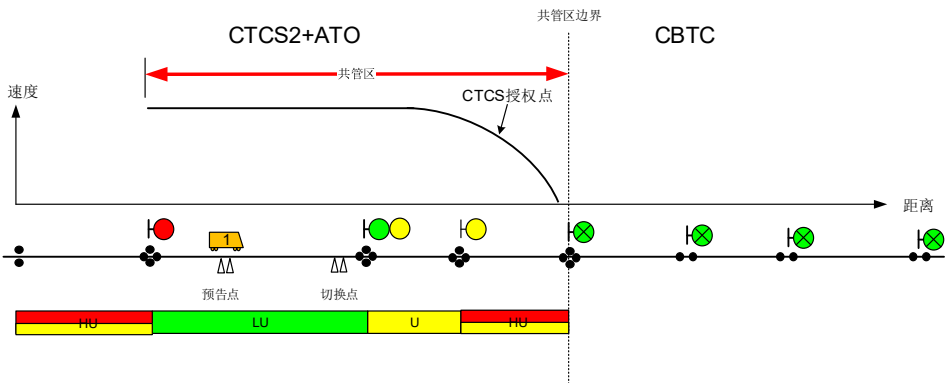 共管区边界
CTCS2+ATO
CBTC
共管区
速度
CTCS授权点
距离
1
预告点
切换点
HU
LU
U
HU